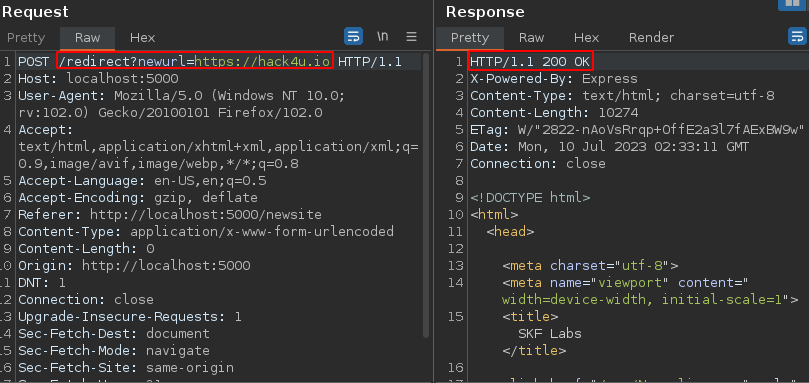 Request
Pretty Raw Hex
\n
1 POST /redirect?newurl=https://hack4u.io HTTP/1.1
2 Host: localhost:5000
3 User-Agent: Mozilla/5.0 (Windows NT 10.0;
rv:102.0) Gecko/20100101 Firefox/102.0
4 Accept:
text/html,application/xhtml+xml,application/xml;q=
0.9,image/avif,image/webp,*/*;q=0.8
5 Accept-Language: en-US,en;q=0.5
6 Accept-Encoding: gzip, deflate
7 Referer: http://localhost:5000/newsite
8 Content-Type: application/x-www-form-urlencoded
9 Content-Length: 0
10 Origin: http://localhost:5000
11 DNT: 1
12 Connection: close
13 Upgrade-Insecure-Requests: 1
14 Sec-Fetch-Dest: document
15 Sec-Fetch-Mode: navigate
16 Sec-Fetch-Site: same-origin
Response
Pretty Raw Hex Render
1 HTTP/1.1 200 OK
2 X-Powered-By: Express
3 Content-Type: text/html; charset=utf-8
4 Content-Length: 10274
5 ETag: W/"2822-nAoVsRrqp+OffE2a3l7fAExBW9w"
6 Date: Mon, 10 Jul 2023 02:33:11 GMT
7 Connection: close
8
9 <!DOCTYPE html>
10 <html>
11 <head>
12
13 <meta charset="utf-8">
14 <meta name="viewport" content="
width=device-width, initial-scale=1">
15 <title>
SKF Labs
</title>
16